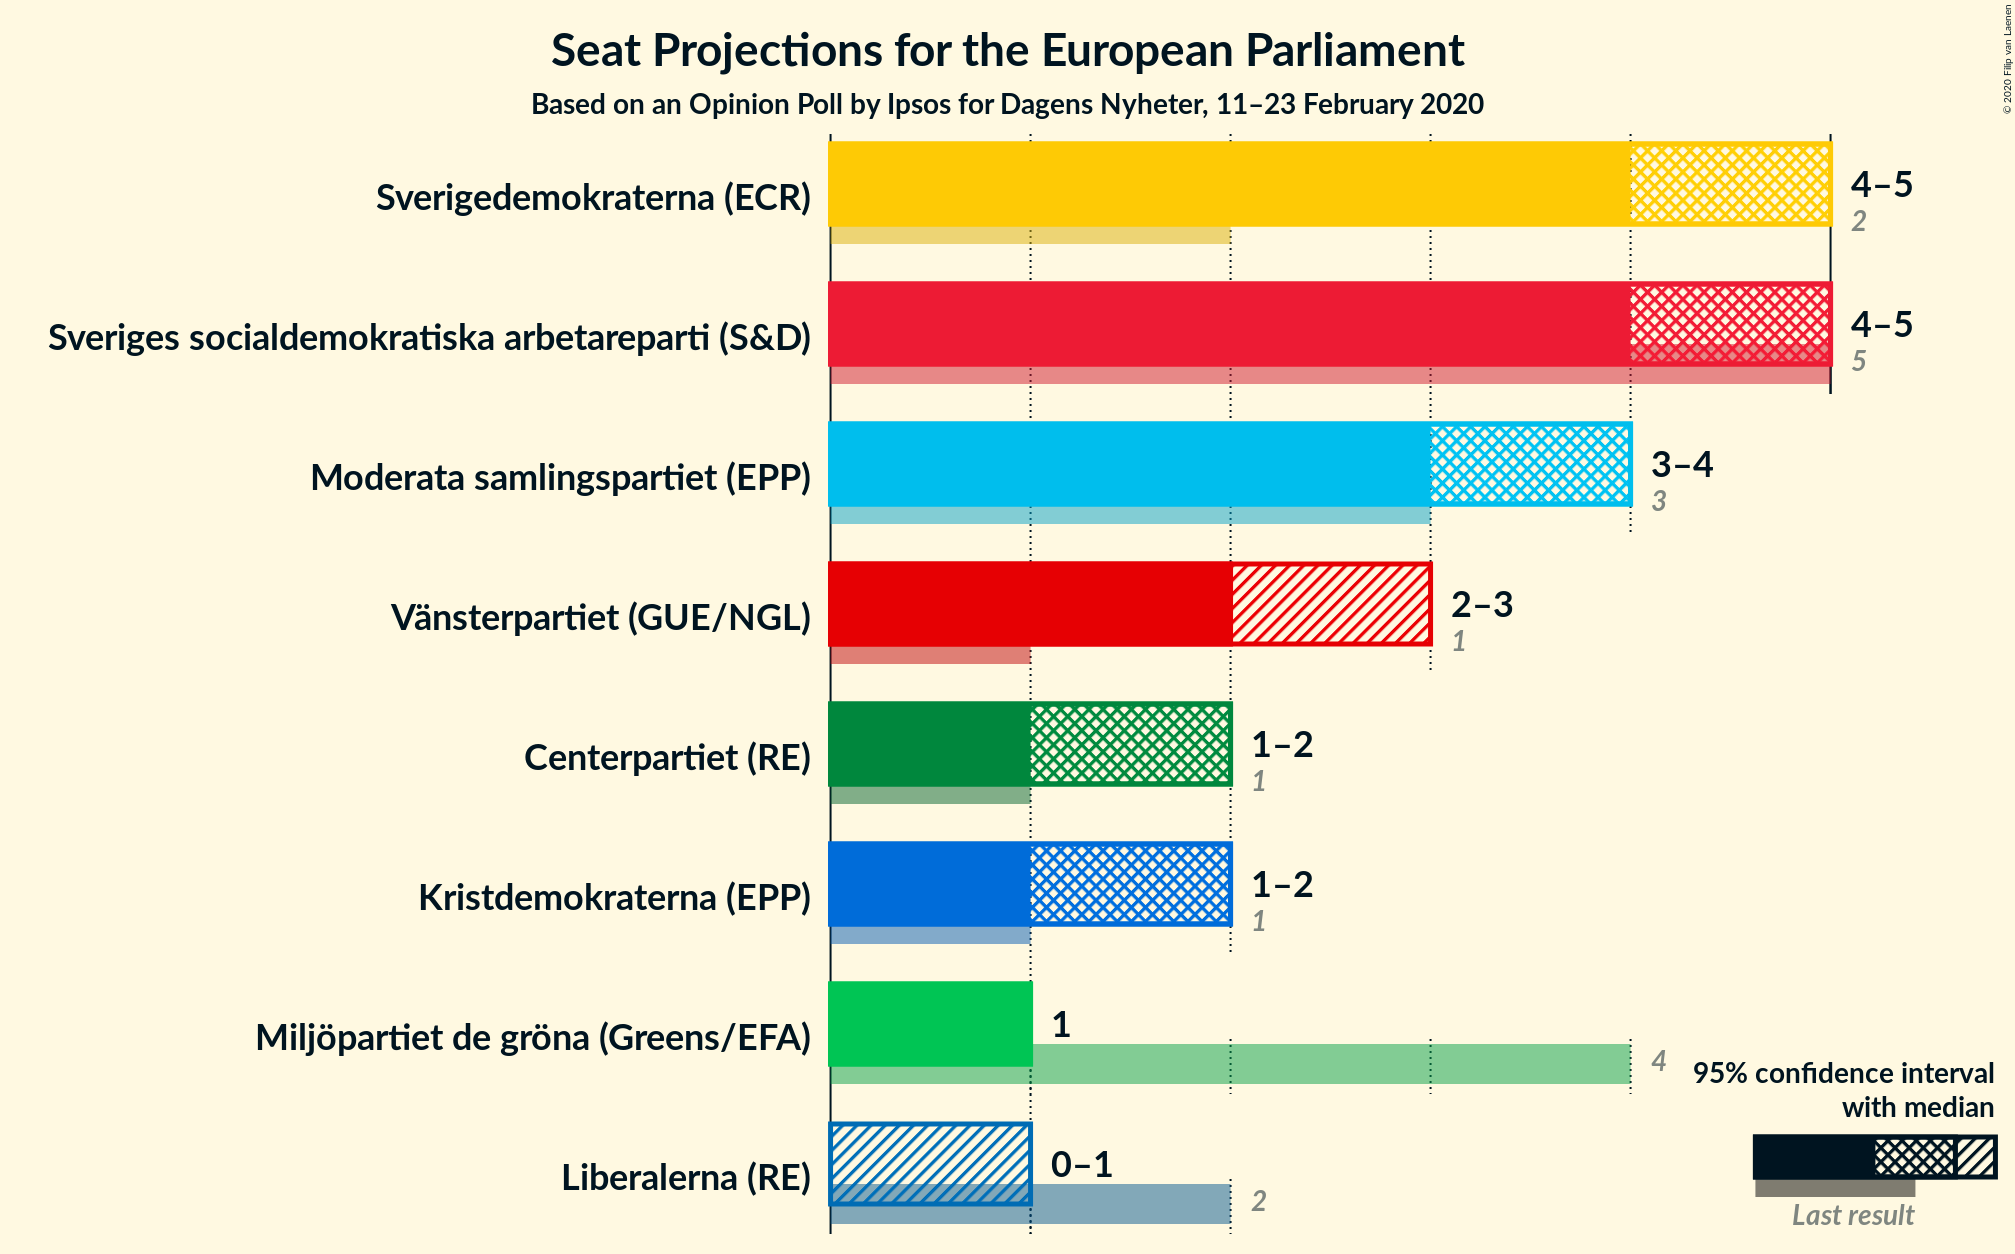 Seat Projections for the European Parliament
Based on an Opinion Poll by Ipsos for Dagens Nyheter, 11–23 February 2020
© 2020 Filip van Laenen
Sverigedemokraterna (ECR)
4–5
2
Sveriges socialdemokratiska arbetareparti (S&D)
4–5
5
Moderata samlingspartiet (EPP)
3–4
3
Vänsterpartiet (GUE/NGL)
2–3
1
Centerpartiet (RE)
1–2
1
Kristdemokraterna (EPP)
1–2
1
Miljöpartiet de gröna (Greens/EFA)
1
4
Liberalerna (RE)
0–1
2
95% confidence interval
with median
Last result